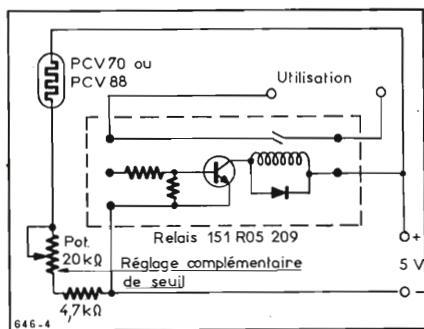 PCV70 ou
PCV 88
Utilisation
Relais 151 R05 209
Pot.
20kΩ
Réglage complémentaire
de seuil
4,7kΩ
+
5 V
−
646-4